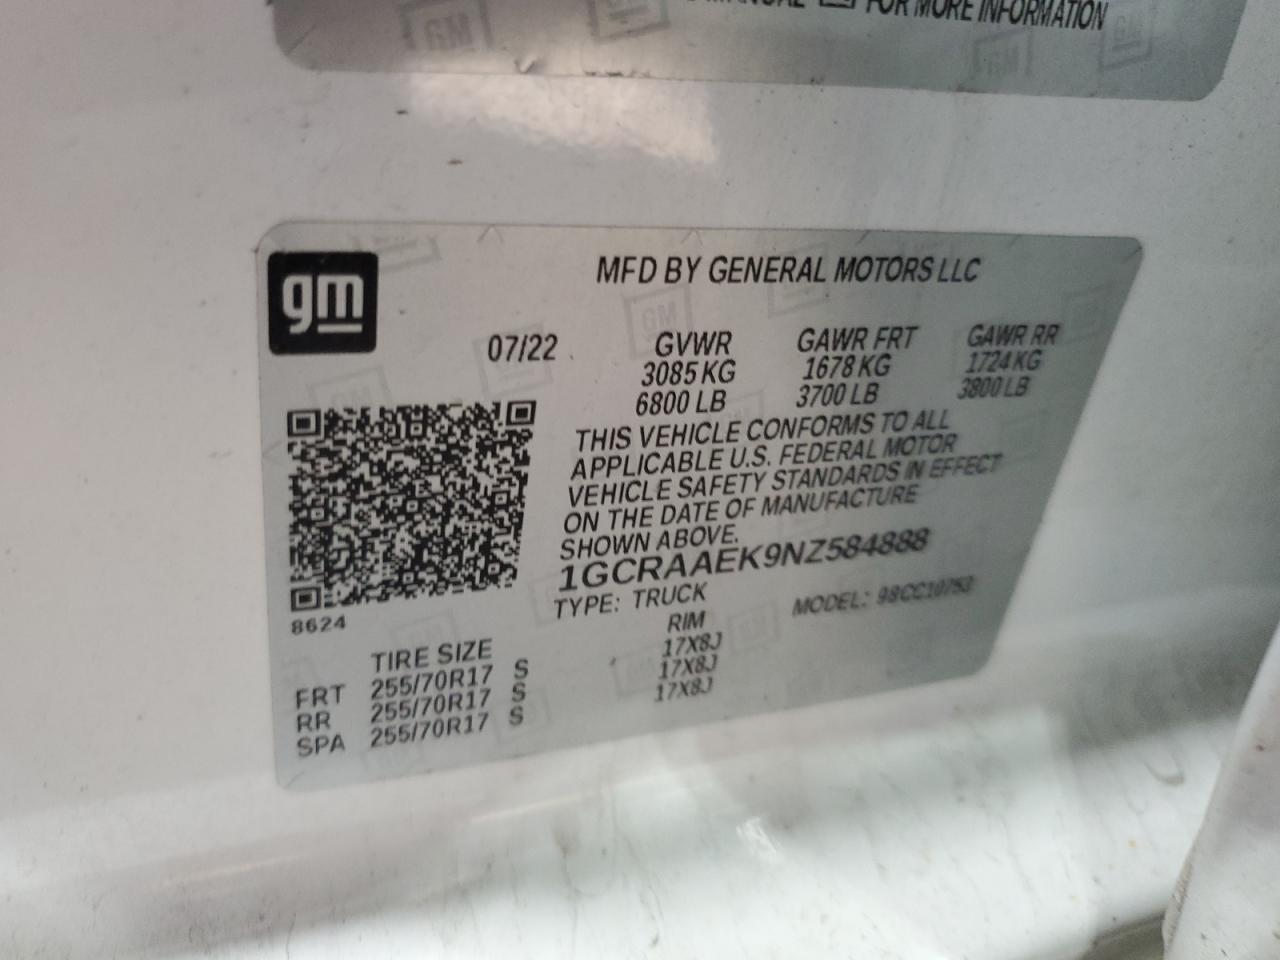 MANUAL FOR MORE INFORMATION
gm
MFD BY GENERAL MOTORS LLC
07/22 GVWR GAWR FRT GAWR RR
3085 KG 1678 KG 1724 KG
6800 LB 3700 LB 3800 LB
THIS VEHICLE CONFORMS TO ALL
APPLICABLE U.S. FEDERAL MOTOR
VEHICLE SAFETY STANDARDS IN EFFECT
ON THE DATE OF MANUFACTURE
SHOWN ABOVE.
1GCRAAEK9NZ584888
TYPE: TRUCK MODEL: 98CC10753
8624
TIRE SIZE RIM
FRT 255/70R17 S 17X8J
RR 255/70R17 S 17X8J
SPA 255/70R17 S 17X8J